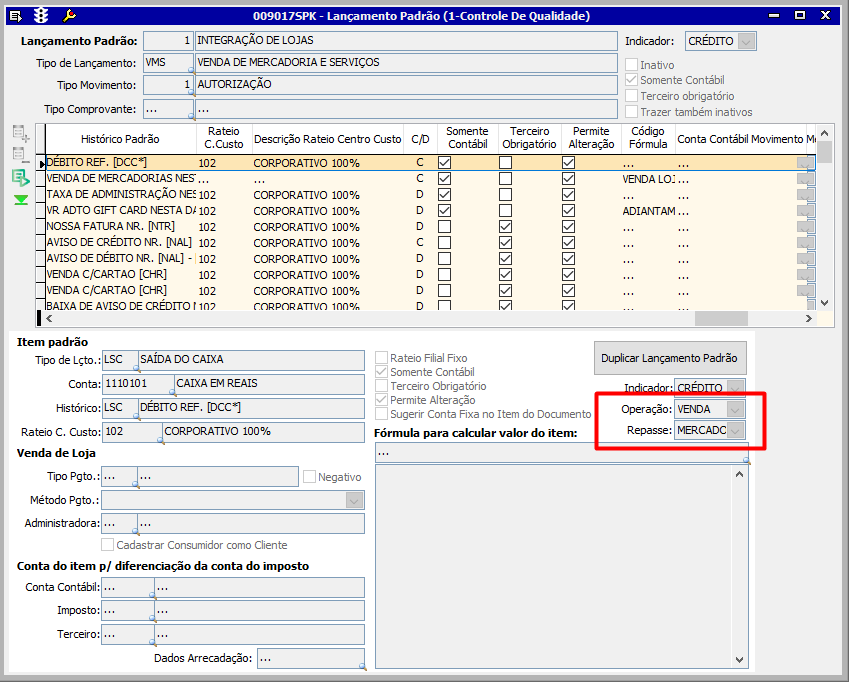 009017SPK - Lançamento Padrão (1-Controle De Qualidade)
Lançamento Padrão: 1 INTEGRAÇÃO DE LOJAS Indicador: CRÉDITO
Tipo de Lançamento: VMS VENDA DE MERCADORIA E SERVIÇOS Inativo
Somente Contábil
Tipo Movimento: 1 AUTORIZAÇÃO Terceiro obrigatório
Tipo Comprovante: ... ... Trazer também inativos
Histórico Padrão Rateio C.Custo Descrição Rateio Centro Custo C/D Somente Contábil Terceiro Obrigatório Permite Alteração Código Fórmula Conta Contábil Movimento Mé
DÉBITO REF. [DCC*] 102 CORPORATIVO 100% C ... ...
VENDA DE MERCADORIAS NEST ... ... C VENDA LOJ ...
TAXA DE ADMINISTRAÇÃO NES 102 CORPORATIVO 100% D ... ...
VR ADTO GIFT CARD NESTA DA 102 CORPORATIVO 100% D ADIANTAM ...
NOSSA FATURA NR. [NTR] 102 CORPORATIVO 100% D ... ...
AVISO DE CRÉDITO NR. [NAL] 102 CORPORATIVO 100% C ... ...
AVISO DE DÉBITO NR. [NAL] - 102 CORPORATIVO 100% D ... ...
VENDA C/CARTAO [CHR] 102 CORPORATIVO 100% D ... ...
VENDA C/CARTAO [CHR] 102 CORPORATIVO 100% D ... ...
BAIXA DE AVISO DE CRÉDITO N 102 CORPORATIVO 100% D ... ...
Item padrão
Tipo de Lçto.: LSC SAÍDA DO CAIXA Rateio Filial Fixo Duplicar Lançamento Padrão
Somente Contábil
Conta: 1110101 CAIXA EM REAIS Terceiro Obrigatório Indicador: CRÉDITO
Permite Alteração
Histórico: LSC DÉBITO REF. [DCC*] Sugerir Conta Fixa no Item do Documento Operação: VENDA
Rateio C. Custo: 102 CORPORATIVO 100% Fórmula para calcular valor do item: Repasse: MERCADO
Venda de Loja ...
Tipo Pgto.: ... ... Negativo
Método Pgto.:
Administradora: ... ...
Cadastrar Consumidor como Cliente
Conta do item p/ diferenciação da conta do imposto
Conta Contábil: ... ...
Imposto: ... ...
Terceiro: ... ...
Dados Arrecadação: ...